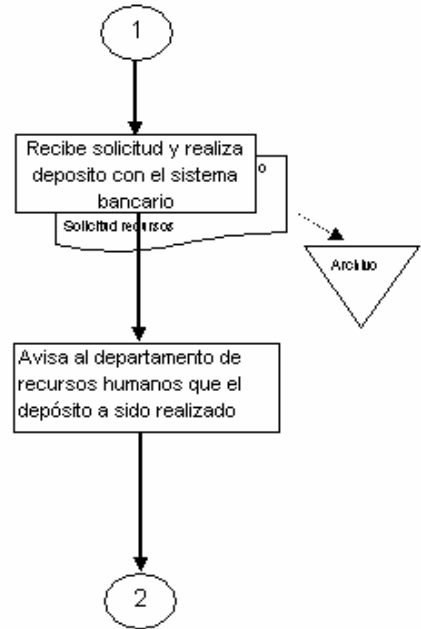 1
Recibe solicitud y realiza
deposito con el sistema
bancario
o
Solicitud recursos
Archivo
Avisa al departamento de
recursos humanos que el
depósito a sido realizado
2